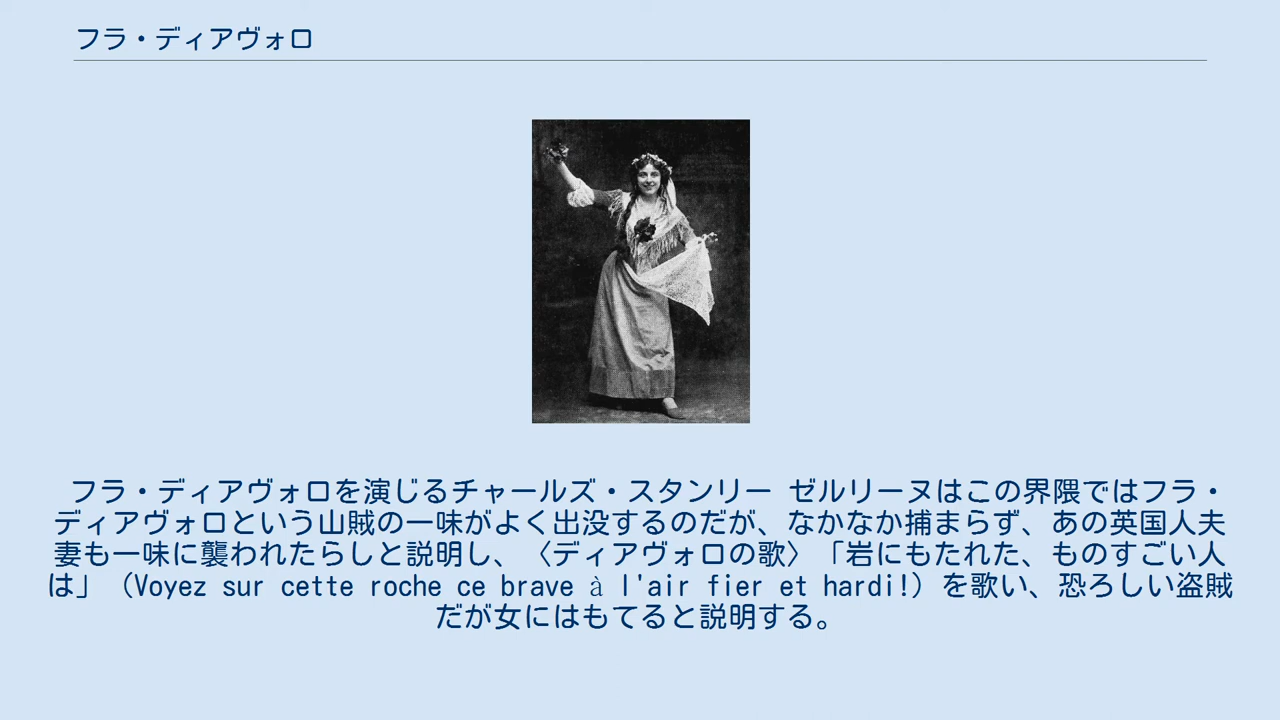 フラ・ディアヴォロ
フラ・ディアヴォロを演じるチャールズ・スタンリー ゼルリーヌはこの界隈ではフラ・
ディアヴォロという山賊の一味がよく出没するのだが、なかなか捕まらず、あの英国人夫
妻も一味に襲われたらしと説明し、〈ディアヴォロの歌〉「岩にもたれた、ものすごい人
は」（Voyez sur cette roche ce brave à l'air fier et hardi!）を歌い、恐ろしい盗賊
だが女にはもてると説明する。